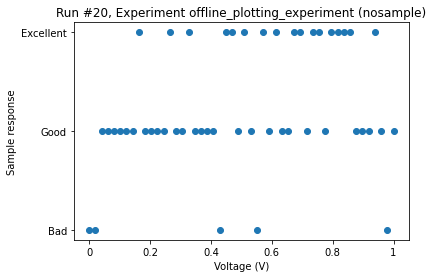 Run #20, Experiment offline_plotting_experiment (nosample)
Excellent
Good
Bad
Sample response
0 0.2 0.4 0.6 0.8 1
Voltage (V)